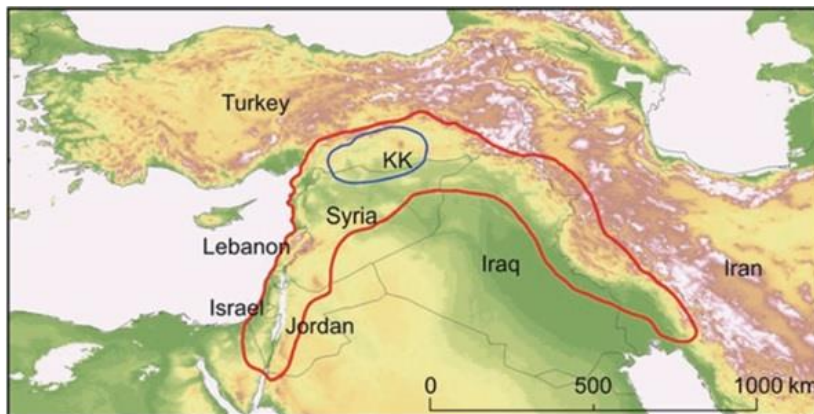 Turkey
KK
Syria
Lebanon
Iraq
Iran
Israel
Jordan
0 500 1000 km